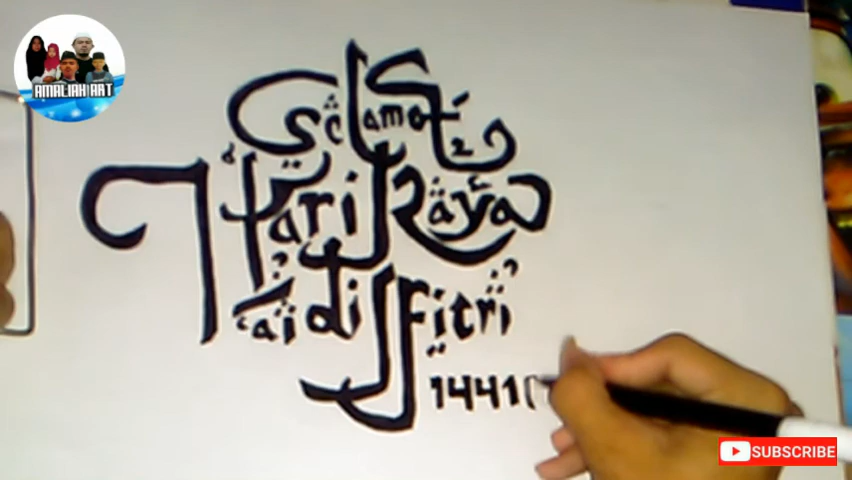 AMALIAH ART
Selamat
Hari Raya
'aidil Fitri
1441
SUBSCRIBE